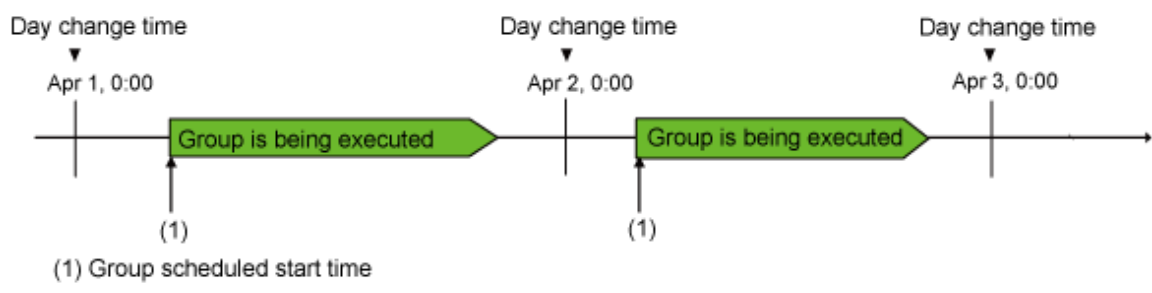 Day change time Day change time Day change time
Apr 1, 0:00 Apr 2, 0:00 Apr 3, 0:00
Group is being executed Group is being executed
(1) (1)
(1) Group scheduled start time